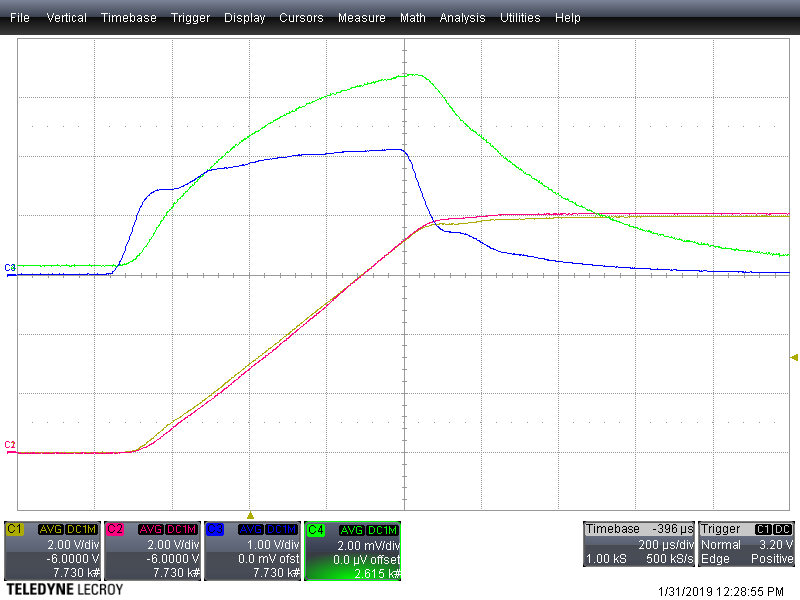 File Vertical Timebase Trigger Display Cursors Measure Math Analysis Utilities Help
C3
C2
C1 AVG DC1M
2.00 V/div
-6.0000 V
7.730 k#
C2 AVG DC1M
2.00 V/div
-6.0000 V
7.730 k#
C3 AVG DC1M
1.00 V/div
0.0 mV ofst
7.730 k#
C4 AVG DC1M
2.00 mV/div
0.0 µV offset
2.615 k#
Timebase -396 µs
200 µs/div
1.00 kS 500 kS/s
Trigger C1 DC
Normal 3.20 V
Edge Positive
TELEDYNE LECROY
1/31/2019 12:28:55 PM